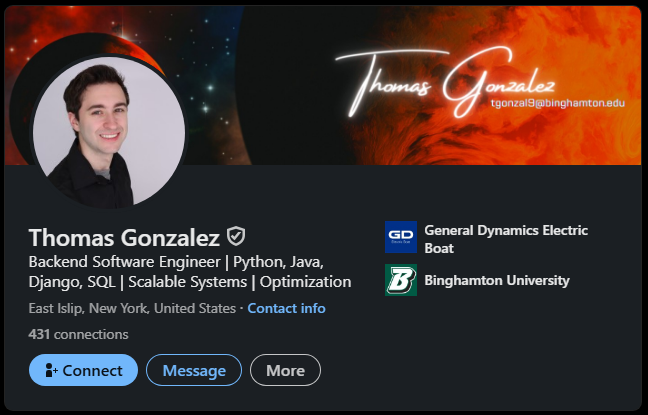 Thomas Gonzalez
tgonzal9@binghamton.edu
Thomas Gonzalez
Backend Software Engineer | Python, Java,
Django, SQL | Scalable Systems | Optimization
East Islip, New York, United States · Contact info
431 connections
Connect
Message
More
GD
General Dynamics Electric
Boat
B
Binghamton University